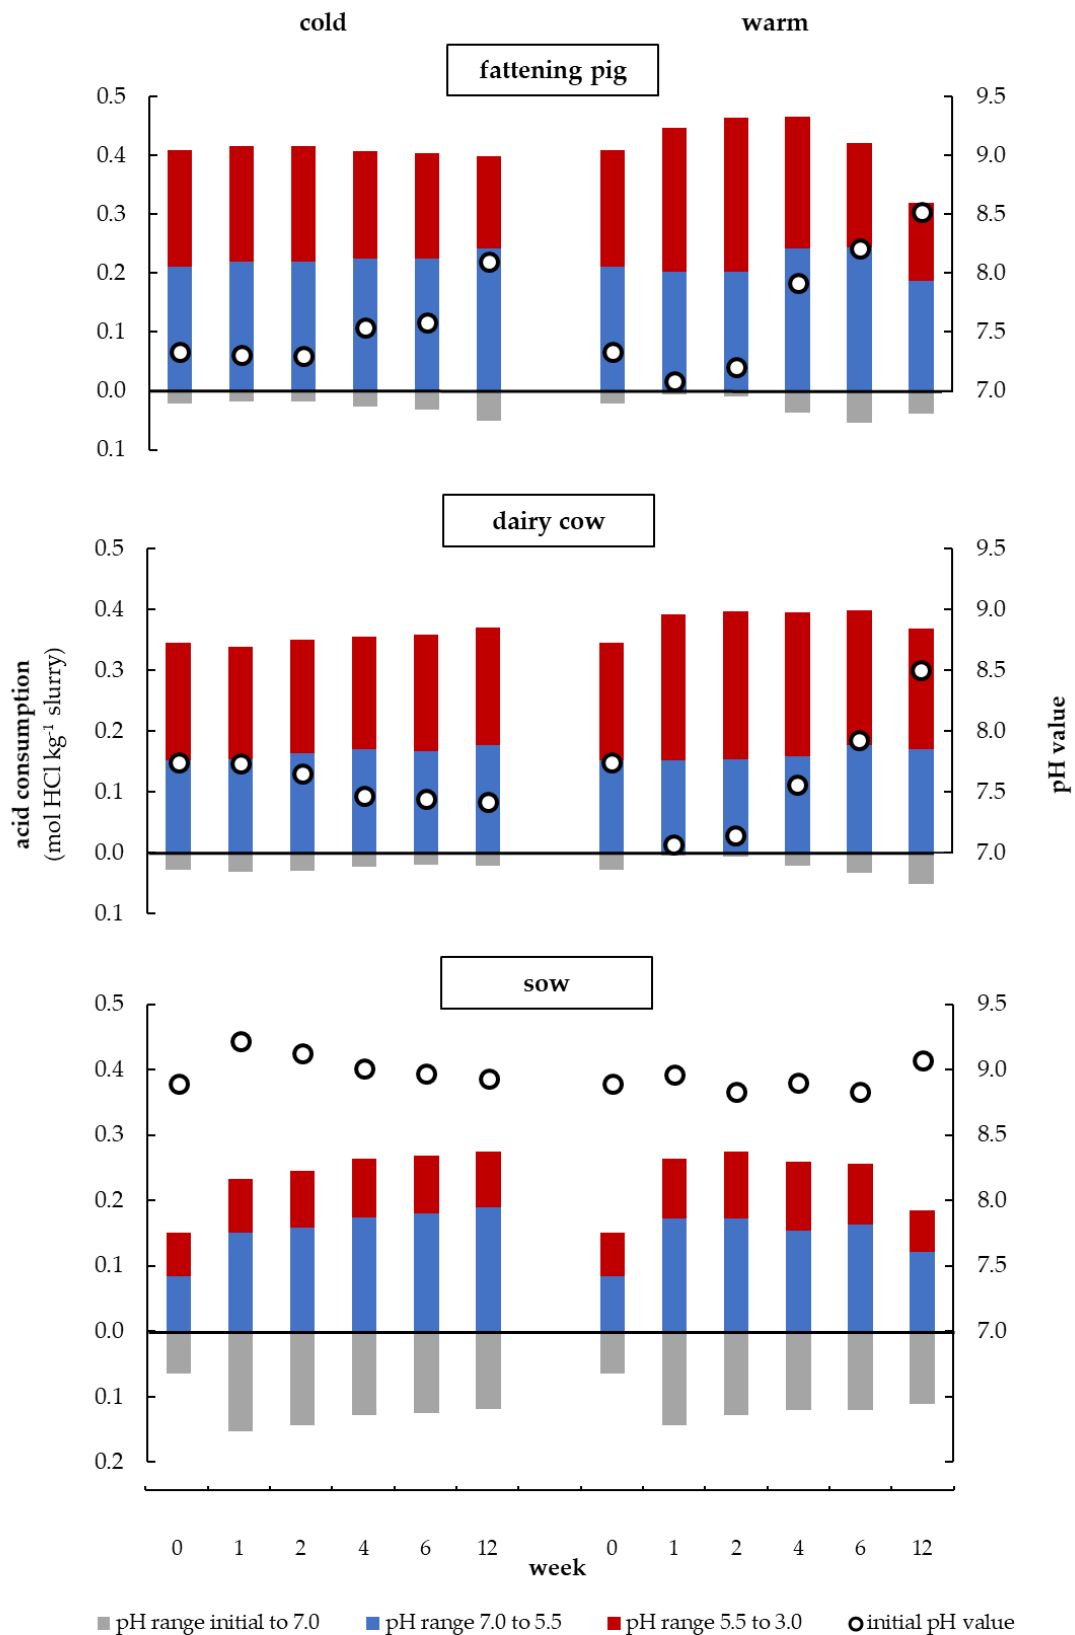 cold warm
fattening pig
0.5 9.5
0.4 9.0
0.3 8.5
0.2 8.0
0.1 7.5
0.0 7.0
0.1
dairy cow
0.5 9.5
0.4 9.0
0.3 8.5
0.2 8.0
0.1 7.5
0.0 7.0
0.1
acid consumption
(mol HCl kg⁻¹ slurry)
pH value
sow
0.5 9.5
0.4 9.0
0.3 8.5
0.2 8.0
0.1 7.5
0.0 7.0
0.1
0.2
0 1 2 4 6 12 0 1 2 4 6 12
week
pH range initial to 7.0 pH range 7.0 to 5.5 pH range 5.5 to 3.0 initial pH value